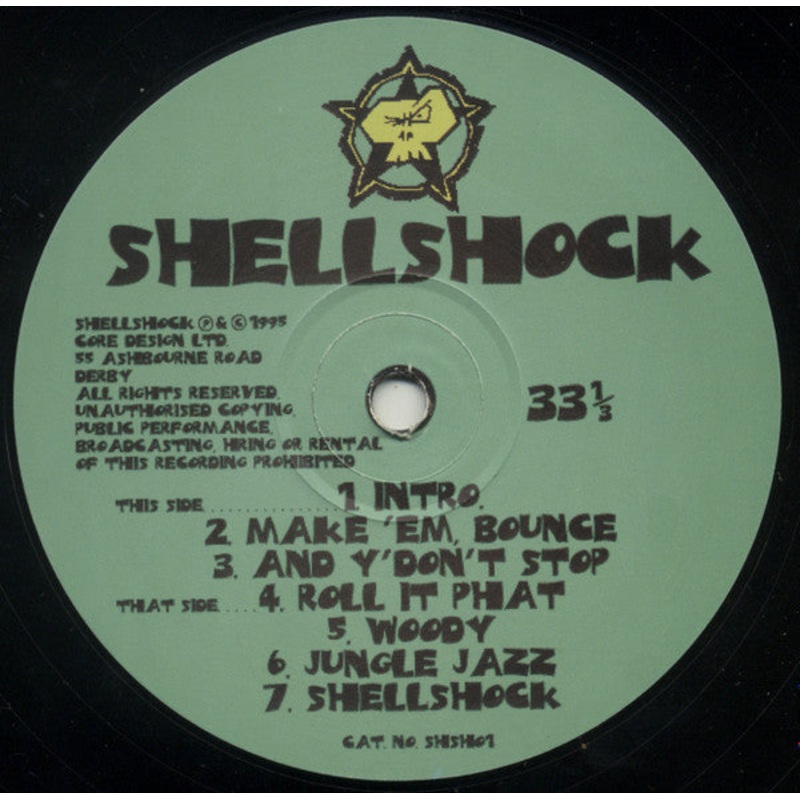 SHELLSHOCK
SHELLSHOCK ℗ & © 1995
CORE DESIGN LTD.
55 ASHBOURNE ROAD
DERBY
ALL RIGHTS RESERVED.
UNAUTHORISED COPYING,
PUBLIC PERFORMANCE,
BROADCASTING, HIRING OR RENTAL
OF THIS RECORDING PROHIBITED
33 1/3
THIS SIDE................1. INTRO.
2. MAKE 'EM, BOUNCE
3. AND Y'DON'T STOP
THAT SIDE....4. ROLL IT PHAT
5. WOODY
6. JUNGLE JAZZ
7. SHELLSHOCK
CAT. NO. SHSH01